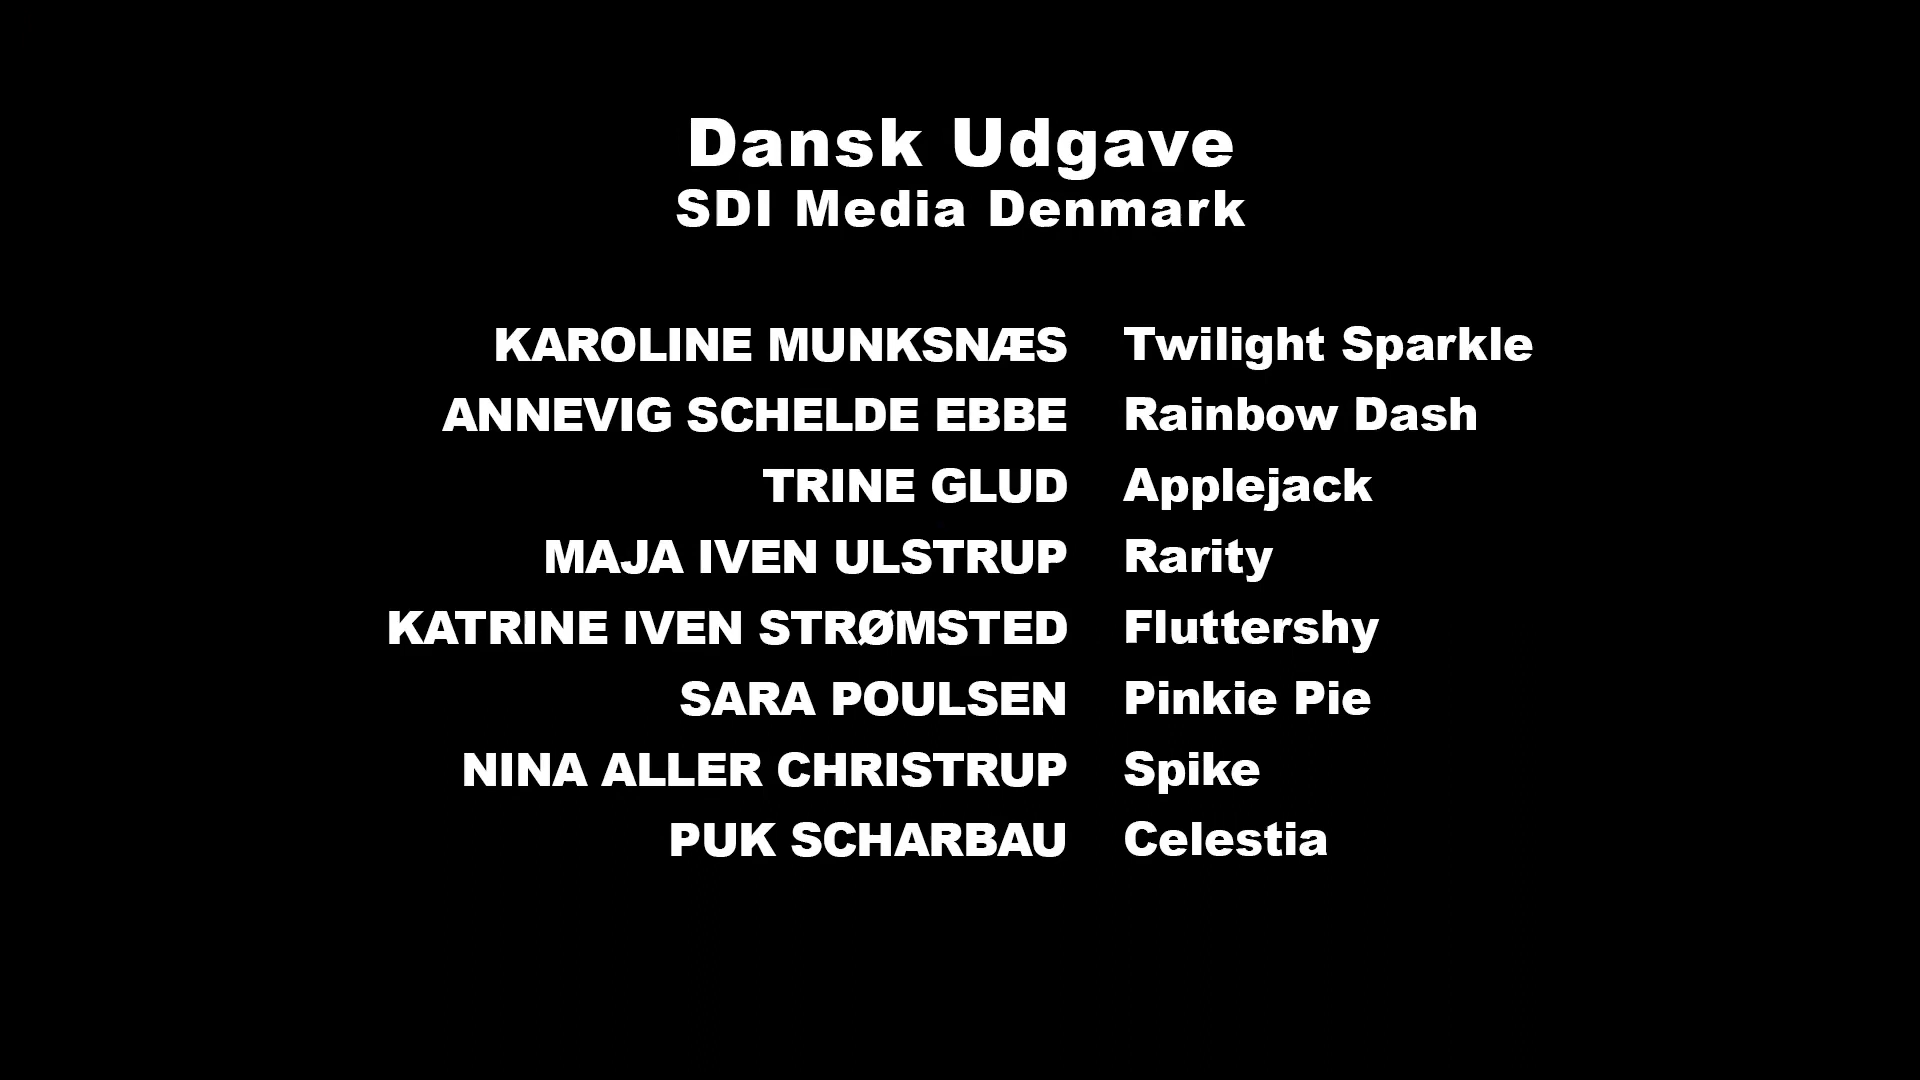 Dansk Udgave
SDI Media Denmark
KAROLINE MUNKSNÆS Twilight Sparkle
ANNEVIG SCHELDE EBBE Rainbow Dash
TRINE GLUD Applejack
MAJA IVEN ULSTRUP Rarity
KATRINE IVEN STRØMSTED Fluttershy
SARA POULSEN Pinkie Pie
NINA ALLER CHRISTRUP Spike
PUK SCHARBAU Celestia